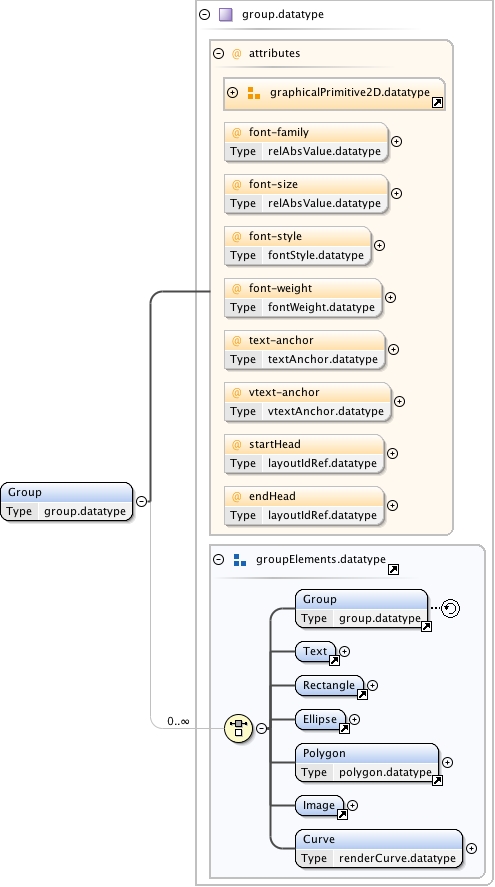 group.datatype
@ attributes
graphicalPrimitive2D.datatype
@ font-family
Type relAbsValue.datatype
@ font-size
Type relAbsValue.datatype
@ font-style
Type fontStyle.datatype
@ font-weight
Type fontWeight.datatype
@ text-anchor
Type textAnchor.datatype
@ vtext-anchor
Type vtextAnchor.datatype
@ startHead
Type layoutIdRef.datatype
@ endHead
Type layoutIdRef.datatype
Group
Type group.datatype
groupElements.datatype
Group
Type group.datatype
Text
Rectangle
Ellipse
0..∞
Polygon
Type polygon.datatype
Image
Curve
Type renderCurve.datatype